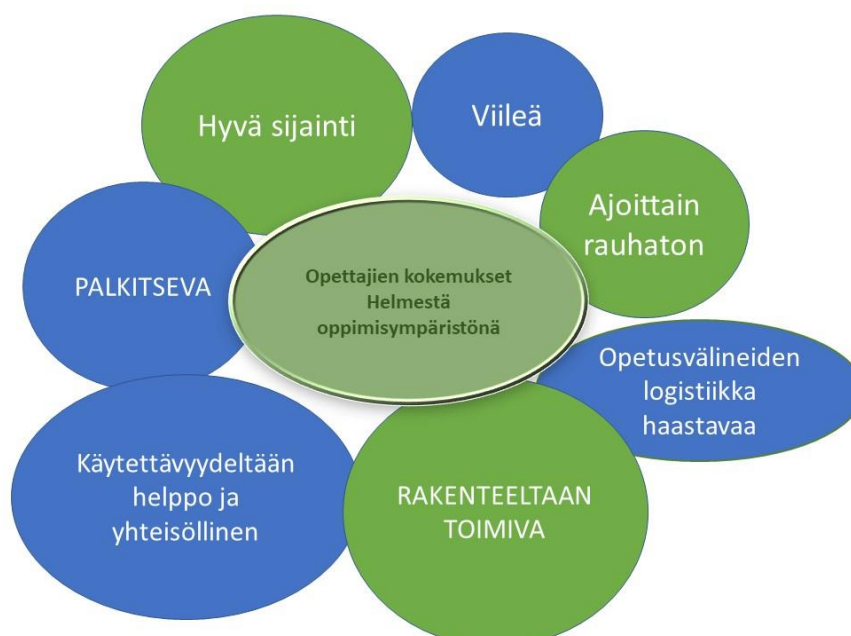 Hyvä sijainti
Viileä
Ajoittain
rauhaton
PALKITSEVA
Opettajien kokemukset
Helmestä
oppimisympäristönä
Opetusvälineiden
logistiikka
haastavaa
Käytettävyydeltään
helppo ja
yhteisöllinen
RAKENTEELTAAN
TOIMIVA